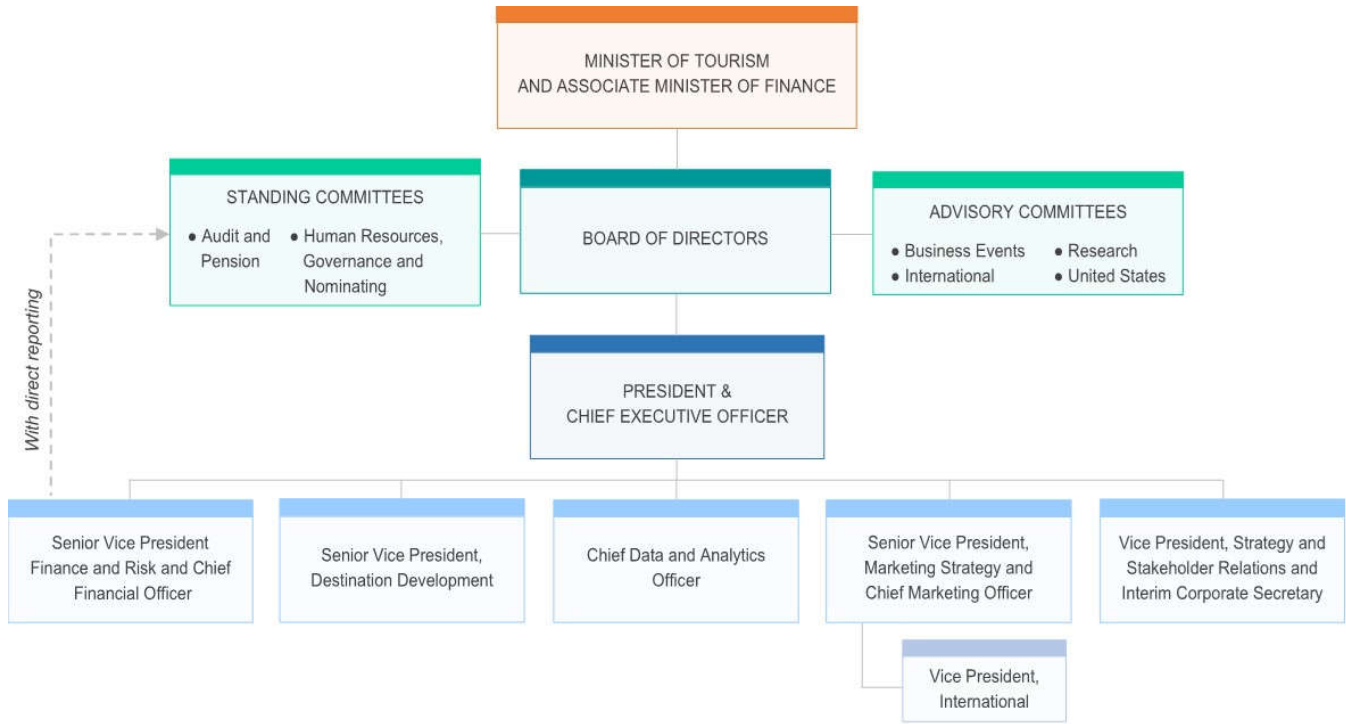 MINISTER OF TOURISM
AND ASSOCIATE MINISTER OF FINANCE
STANDING COMMITTEES
● Audit and
Pension
● Human Resources,
Governance and
Nominating
BOARD OF DIRECTORS
ADVISORY COMMITTEES
● Business Events
● International
● Research
● United States
With direct reporting
PRESIDENT &
CHIEF EXECUTIVE OFFICER
Senior Vice President
Finance and Risk and Chief
Financial Officer
Senior Vice President,
Destination Development
Chief Data and Analytics
Officer
Senior Vice President,
Marketing Strategy and
Chief Marketing Officer
Vice President, Strategy and
Stakeholder Relations and
Interim Corporate Secretary
Vice President,
International